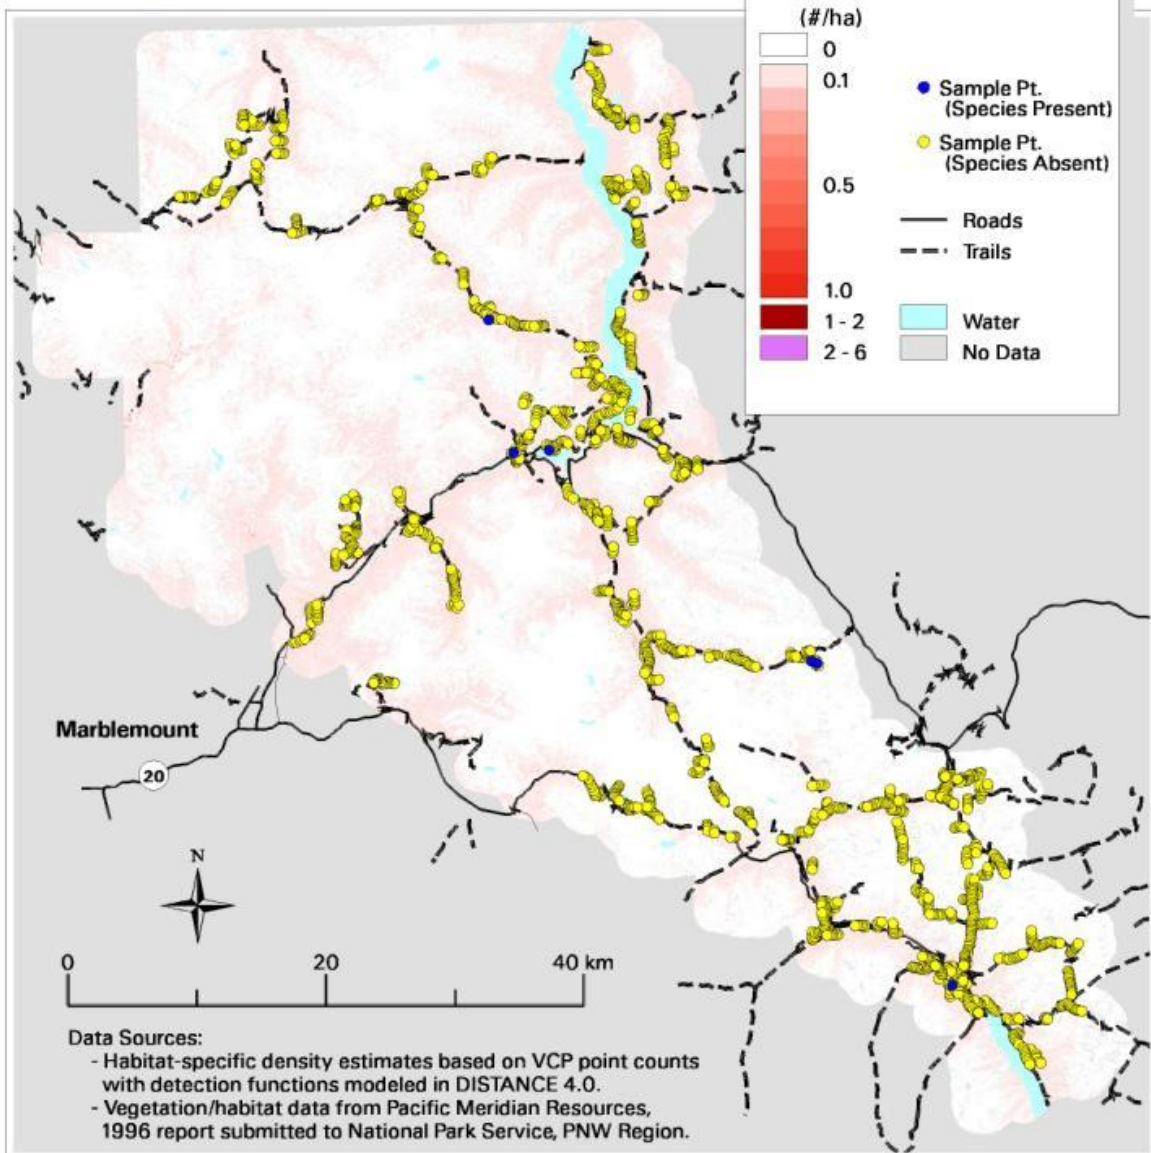 (#/ha)
0
0.1
0.5
1.0
1 - 2
2 - 6
Sample Pt.
(Species Present)
Sample Pt.
(Species Absent)
Roads
Trails
Water
No Data
Marblemount
20
N
0 20 40 km
Data Sources:
- Habitat-specific density estimates based on VCP point counts
with detection functions modeled in DISTANCE 4.0.
- Vegetation/habitat data from Pacific Meridian Resources,
1996 report submitted to National Park Service, PNW Region.